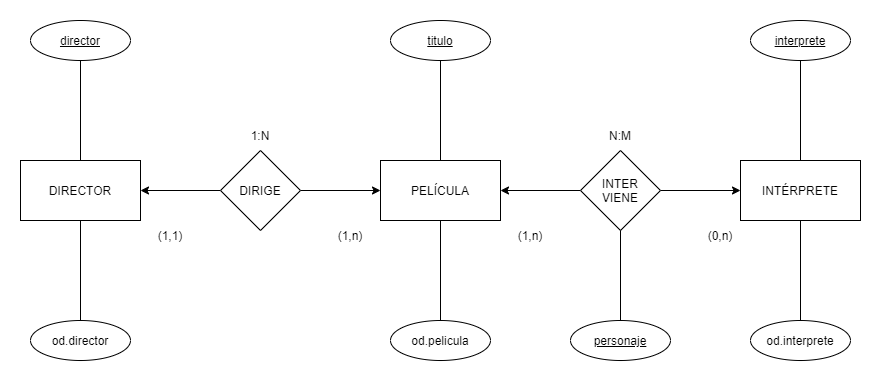 director
titulo
interprete
1:N
N:M
DIRECTOR
DIRIGE
PELÍCULA
INTER
VIENE
INTÉRPRETE
(1,1)
(1,n)
(1,n)
(0,n)
od.director
od.pelicula
personaje
od.interprete